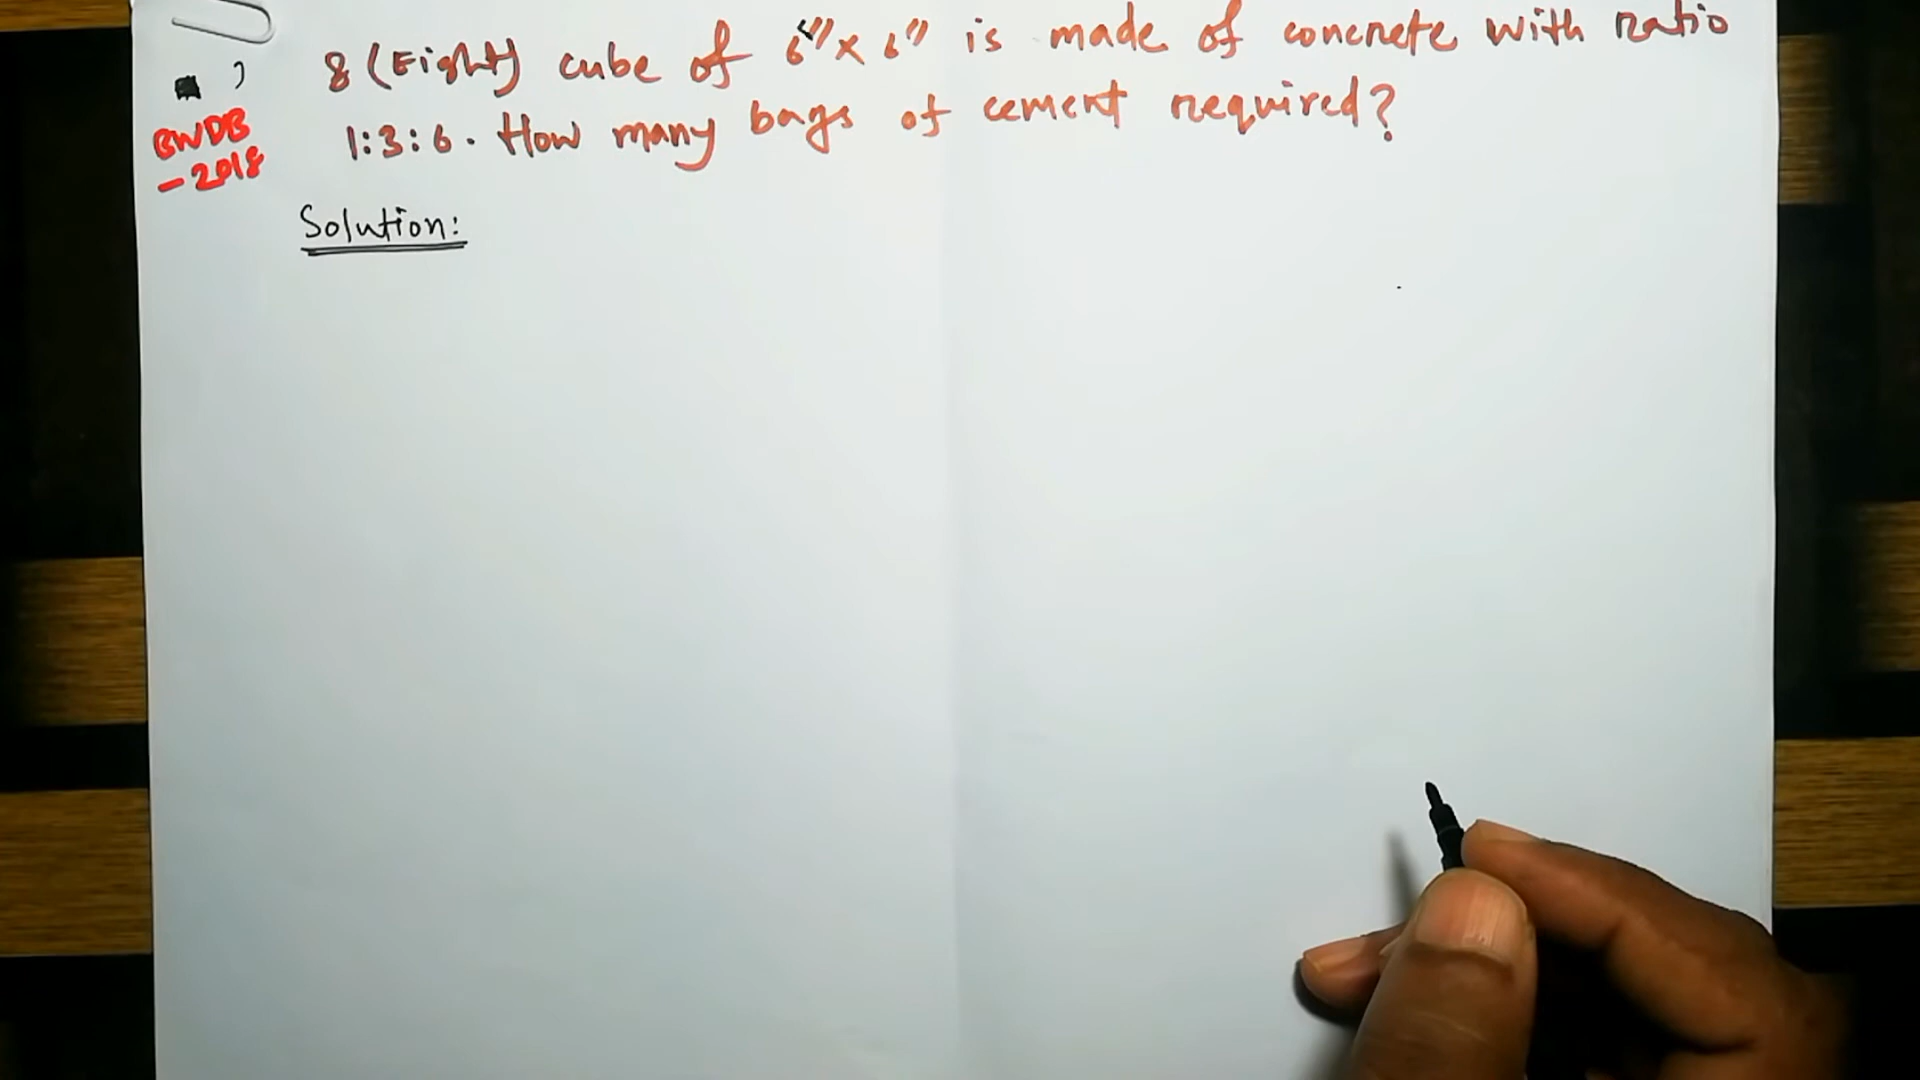 8 (Eight) cube of 6"x 6" is made of concrete with ratio
1:3:6. How many bags of cement required?
BWDB
-2018
Solution: